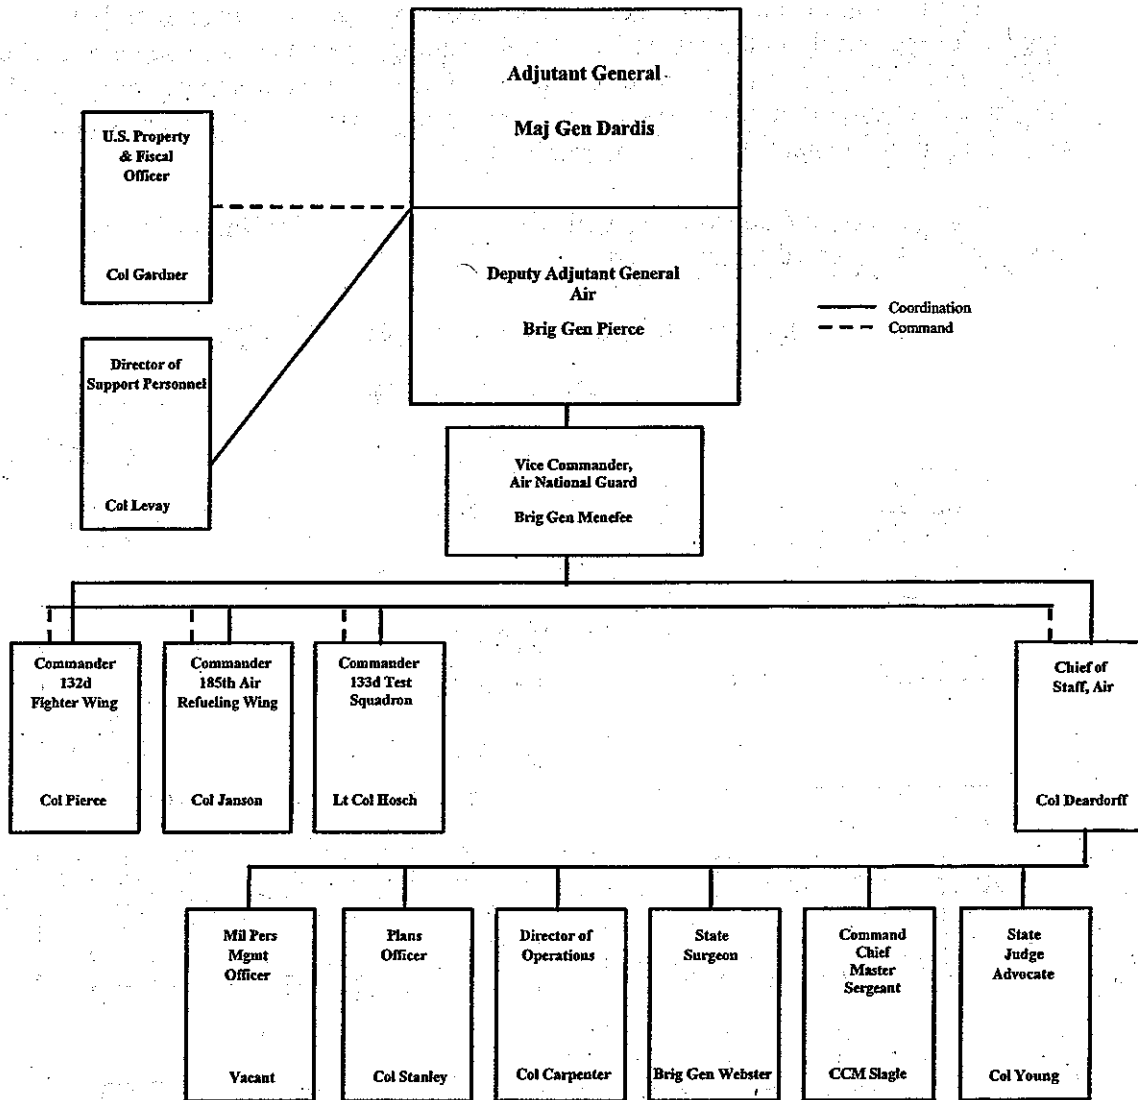 Adjutant General
Maj Gen Dardis
U.S. Property
& Fiscal
Officer
Col Gardner
Deputy Adjutant General
Air
Brig Gen Pierce
Coordination
Command
Director of
Support Personnel
Col Levay
Vice Commander,
Air National Guard
Brig Gen Menefee
Commander
132d
Fighter Wing
Col Pierce
Commander
185th Air
Refueling Wing
Col Janson
Commander
133d Test
Squadron
Lt Col Hosch
Chief of
Staff, Air
Col Deardorff
Mil Pers
Mgmt
Officer
Vacant
Plans
Officer
Col Stanley
Director of
Operations
Col Carpenter
State
Surgeon
Brig Gen Webster
Command
Chief
Master
Sergeant
CCM Slagle
State
Judge
Advocate
Col Young